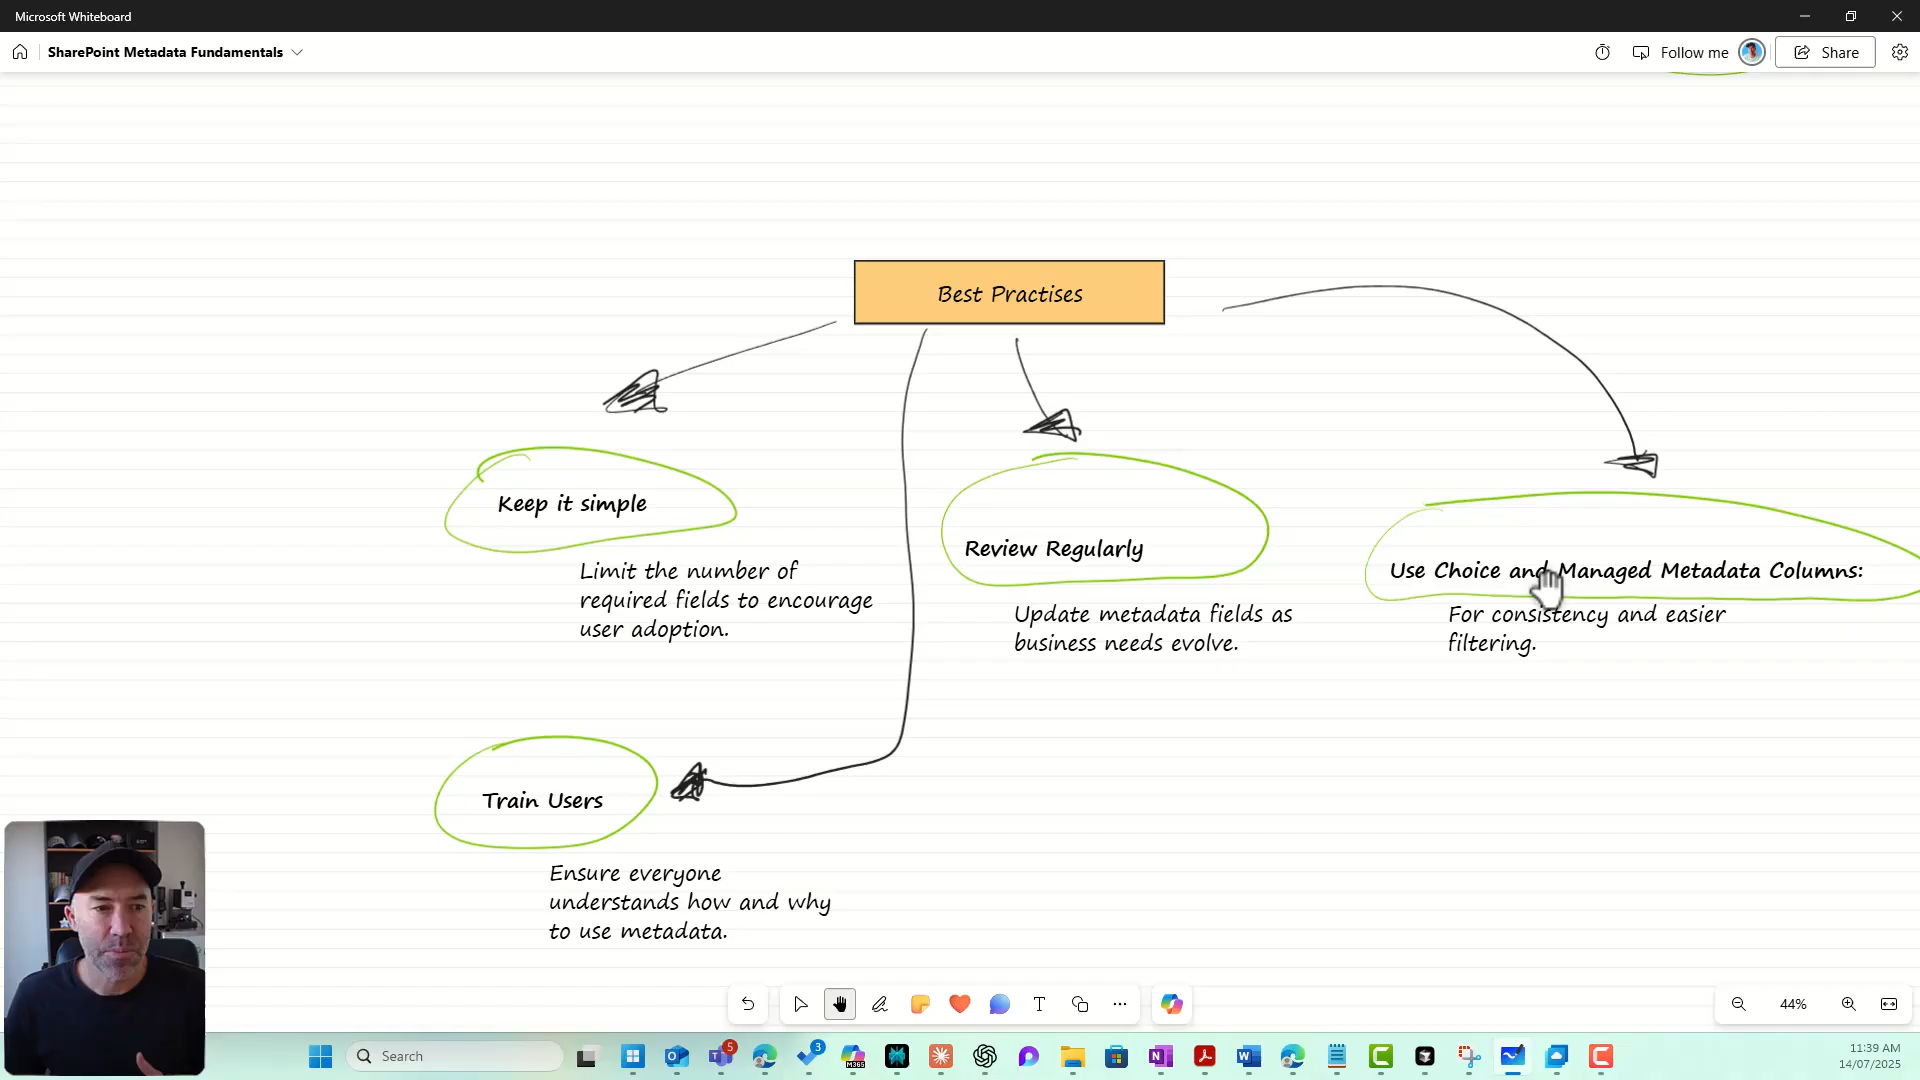 Microsoft Whiteboard
SharePoint Metadata Fundamentals
Follow me
Share
Best Practises
Keep it simple
Limit the number of
required fields to encourage
user adoption.
Review Regularly
Update metadata fields as
business needs evolve.
Use Choice and Managed Metadata Columns:
For consistency and easier
filtering.
Train Users
Ensure everyone
understands how and why
to use metadata.
44%
Search
5
3
M365
11:39 AM
14/07/2025